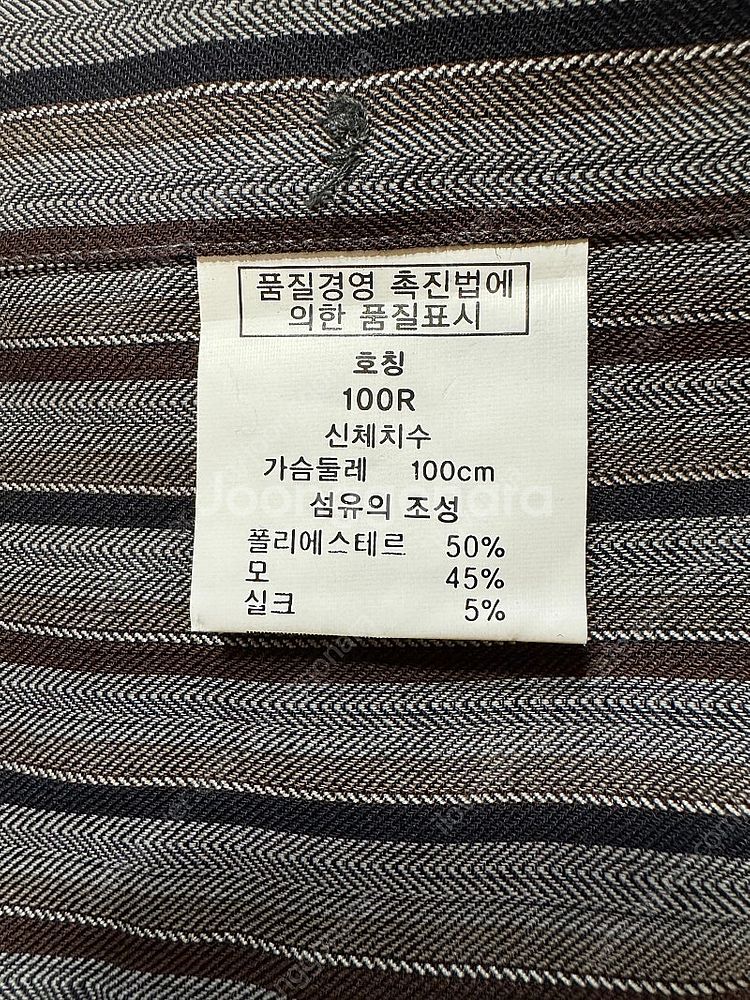 품질경영 촉진법에
의한 품질표시
호칭
100R
신체치수
가슴둘레 100cm
섬유의 조성
폴리에스테르 50%
모 45%
실크 5%